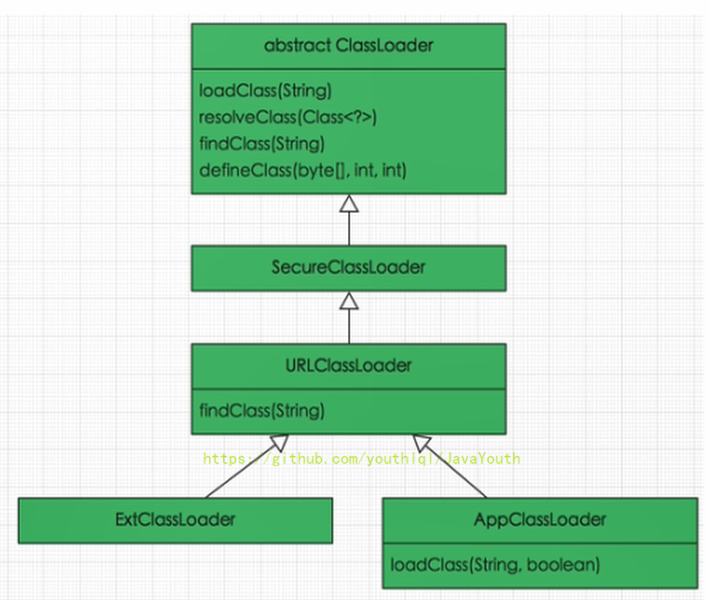 abstract ClassLoader
loadClass(String)
resolveClass(Class<?>)
findClass(String)
defineClass(byte[], int, int)
SecureClassLoader
URLClassLoader
findClass(String)
https://github.com/youthlql/JavaYouth
ExtClassLoader
AppClassLoader
loadClass(String, boolean)